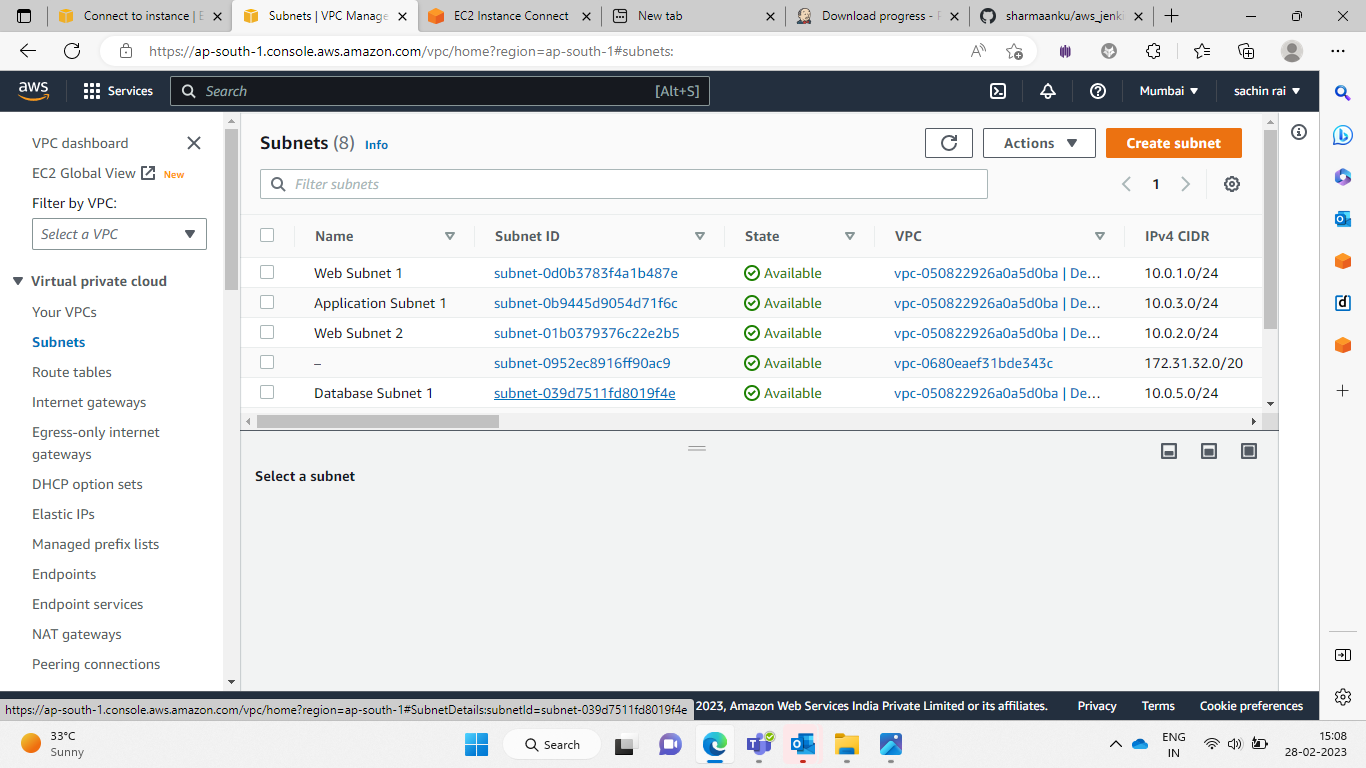 Connect to instance | E
Subnets | VPC Manage
EC2 Instance Connect
New tab
Download progress -
sharmaanku/aws_jenki
https://ap-south-1.console.aws.amazon.com/vpc/home?region=ap-south-1#subnets:
aws
Services
Search
[Alt+S]
Mumbai
sachin rai
VPC dashboard
EC2 Global View
New
Filter by VPC:
Select a VPC
Virtual private cloud
Your VPCs
Subnets
Route tables
Internet gateways
Egress-only internet
gateways
DHCP option sets
Elastic IPs
Managed prefix lists
Endpoints
Endpoint services
NAT gateways
Peering connections
Subnets (8) Info
Actions
Create subnet
Filter subnets
1
Name Subnet ID State VPC IPv4 CIDR
Web Subnet 1 subnet-0d0b3783f4a1b487e Available vpc-050822926a0a5d0ba | De... 10.0.1.0/24
Application Subnet 1 subnet-0b9445d9054d71f6c Available vpc-050822926a0a5d0ba | De... 10.0.3.0/24
Web Subnet 2 subnet-01b0379376c22e2b5 Available vpc-050822926a0a5d0ba | De... 10.0.2.0/24
– subnet-0952ec8916ff90ac9 Available vpc-0680eaef31bde343c 172.31.32.0/20
Database Subnet 1 subnet-039d7511fd8019f4e Available vpc-050822926a0a5d0ba | De... 10.0.5.0/24
Select a subnet
https://ap-south-1.console.aws.amazon.com/vpc/home?region=ap-south-1#SubnetDetails:subnetId=subnet-039d7511fd8019f4e
2023, Amazon Web Services India Private Limited or its affiliates.
Privacy
Terms
Cookie preferences
33°C
Sunny
Search
ENG
IN
15:08
28-02-2023